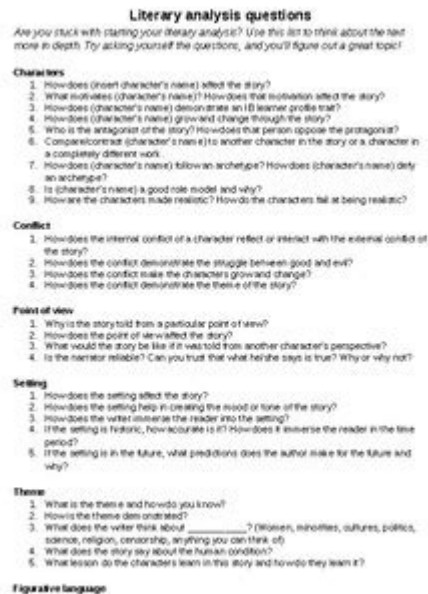 Literary analysis questions
Are you stuck with starting your literary analysis? Use this list to think about the text
more in depth. Try asking yourself the questions, and you'll figure out a great topic!
Characters
1. How does (insert character's name) affect the story?
2. What motivates (character's name)? How does that motivation affect the story?
3. How does (character's name) demonstrate an IB learner profile trait?
4. How does (character's name) grow and change through the story?
5. Who is the antagonist of the story? How does that person oppose the protagonist?
6. Compare/contrast (character's name) to another character in the story or a character in
a completely different work.
7. How does (character's name) follow an archetype? How does (character's name) defy
an archetype?
8. Is (character's name) a good role model and why?
9. How are the characters made realistic? How do the characters fail at being realistic?
Conflict
1. How does the internal conflict of a character reflect or interact with the external conflict of
the story?
2. How does the conflict demonstrate the struggle between good and evil?
3. How does the conflict make the characters grow and change?
4. How does the conflict demonstrate the theme of the story?
Point of view
1. Why is the story told from a particular point of view?
2. How does the point of view affect the story?
3. What would the story be like if it was told from another character's perspective?
4. Is the narrator reliable? Can you trust that what he/she says is true? Why or why not?
Setting
1. How does the setting affect the story?
2. How does the setting help in creating the mood or tone of the story?
3. How does the writer immerse the reader into the setting?
4. If the setting is historic, how accurate is it? How does it immerse the reader in the time
period?
5. If the setting is in the future, what predictions does the author make for the future and
why?
Theme
1. What is the theme and how do you know?
2. How is the theme demonstrated?
3. What does the writer think about ___________? (Women, minorities, cultures, politics,
science, religion, censorship, anything you can think of)
4. What does the story say about the human condition?
5. What lesson do the characters learn in this story and how do they learn it?
Figurative language